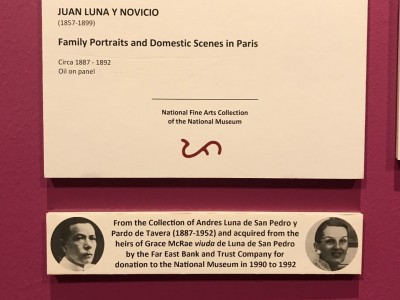 JUAN LUNA Y NOVICIO
(1857-1899)
Family Portraits and Domestic Scenes in Paris
Circa 1887 - 1892
Oil on panel
National Fine Arts Collection
of the National Museum
From the Collection of Andres Luna de San Pedro y
Pardo de Tavera (1887-1952) and acquired from the
heirs of Grace McRae viuda de Luna de San Pedro
by the Far East Bank and Trust Company for
donation to the National Museum in 1990 to 1992